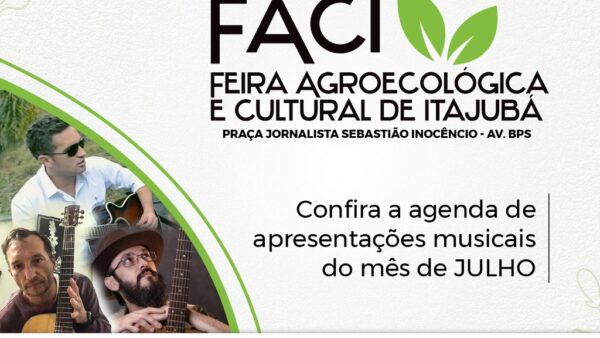 FACI
FEIRA AGROECOLÓGICA
E CULTURAL DE ITAJUBÁ
PRAÇA JORNALISTA SEBASTIÃO INOCÊNCIO - AV. BPS
Confira a agenda de
apresentações musicais
do mês de JULHO